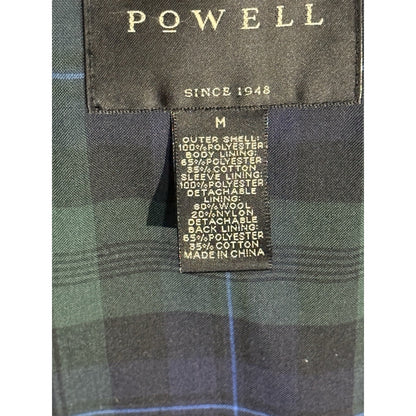 POWELL
SINCE 1948
M
OUTER SHELL:
100%POLYESTER
BODY LINING:
65%POLYESTER
35%COTTON
SLEEVE LINING:
100%POLYESTER
DETACHABLE
LINING:
80%WOOL
20%NYLON
DETACHABLE
BACK LINING:
65%POLYESTER
35%COTTON
MADE IN CHINA